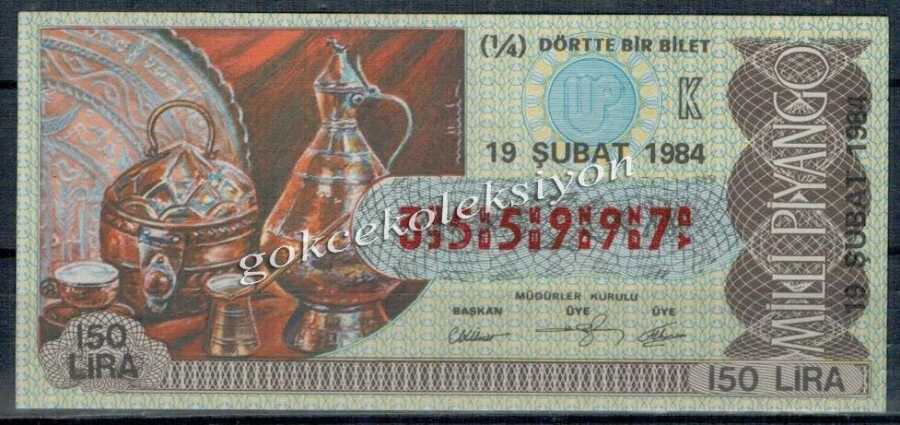 (¼) DÖRTTE BİR BİLET
MP
K
19 ŞUBAT 1984
355997
gokcekoleksiyon
MÜDÜRLER KURULU
BAŞKAN ÜYE ÜYE
150
LİRA
MİLLİ PİYANGO
19 ŞUBAT 1984
150 LİRA